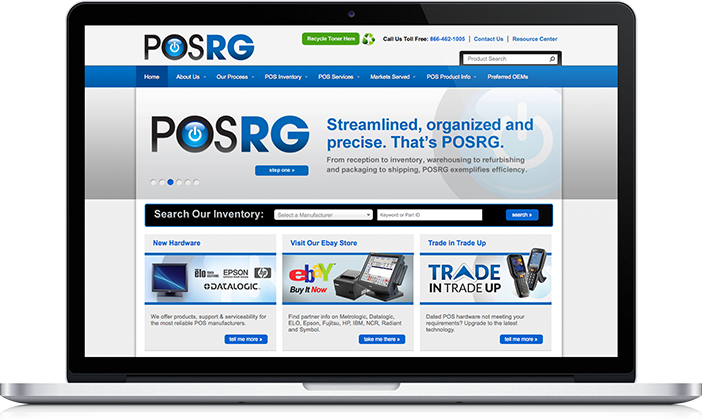 POSRG
Recycle Toner Here
Call Us Toll Free: 866-462-1005 | Contact Us | Resource Center
Product Search
Home About Us Our Process POS Inventory POS Services Markets Served POS Product Info Preferred OEMs
POSRG
Streamlined, organized and
precise. That's POSRG.
From reception to inventory, warehousing to refurbishing
and packaging to shipping, POSRG exemplifies efficiency.
step one »
Search Our Inventory: Select a Manufacturer Keyword or Part ID search »
New Hardware
elo EPSON hp
DATALOGIC
We offer products, support & serviceability for
the most reliable POS manufacturers.
tell me more »
Visit Our Ebay Store
ebay
Buy It Now
Find partner info on Metrologic, Datalogic,
ELO, Epson, Fujitsu, HP, IBM, NCR, Radiant
and Symbol.
take me there »
Trade in Trade Up
TRADE
IN TRADE UP
Dated POS hardware not meeting your
requirements? Upgrade to the latest
technology.
tell me more »